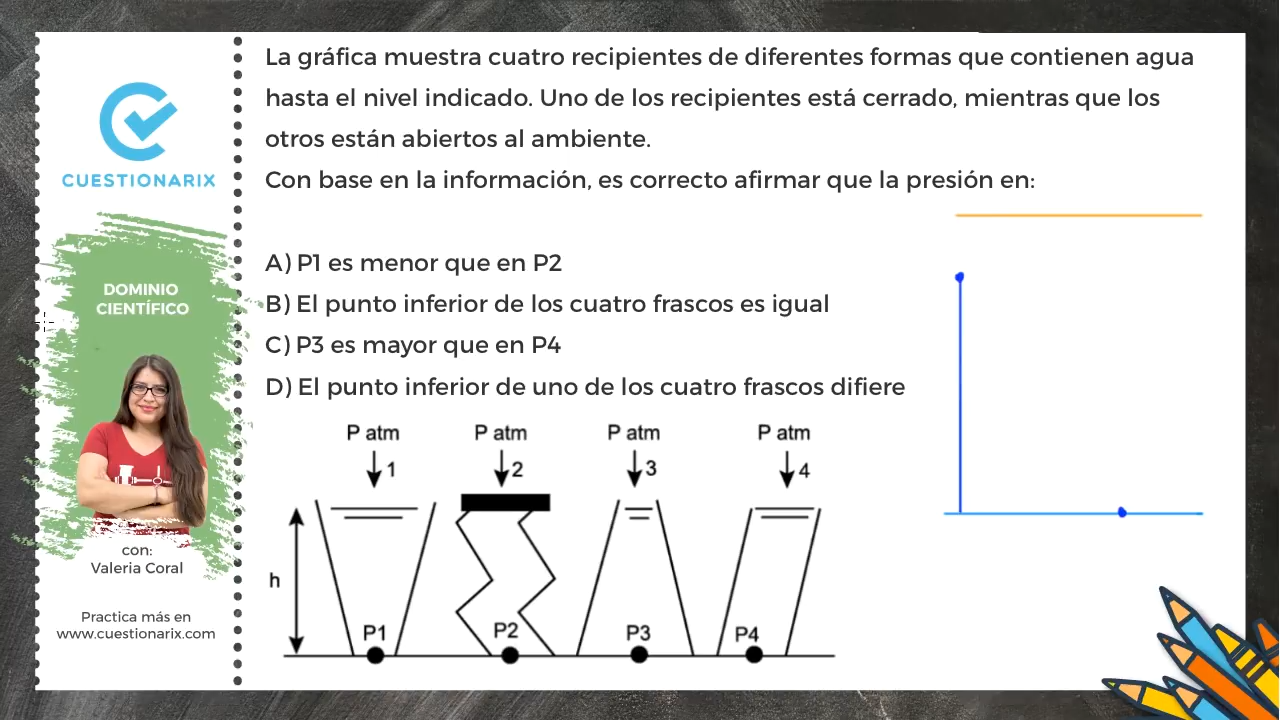 La gráfica muestra cuatro recipientes de diferentes formas que contienen agua
hasta el nivel indicado. Uno de los recipientes está cerrado, mientras que los
otros están abiertos al ambiente.
Con base en la información, es correcto afirmar que la presión en:
CUESTIONARIX
A) P1 es menor que en P2
B) El punto inferior de los cuatro frascos es igual
C) P3 es mayor que en P4
D) El punto inferior de uno de los cuatro frascos difiere
DOMINIO
CIENTÍFICO
con:
Valeria Coral
Practica más en
www.cuestionarix.com
P atm P atm P atm P atm
1 2 3 4
h
P1 P2 P3 P4